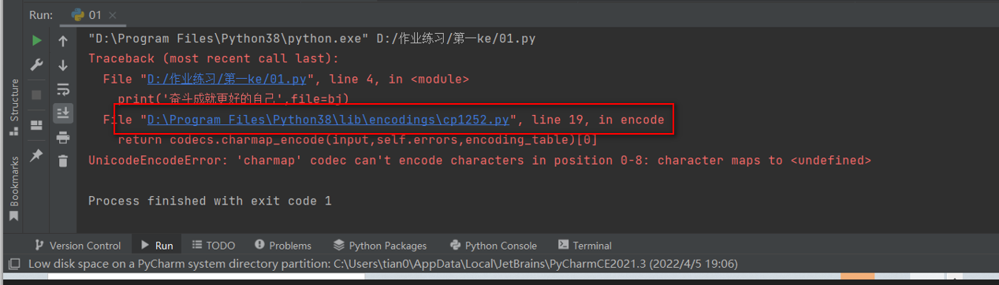 Run: 01 ×
"D:\Program Files\Python38\python.exe" D:/作业练习/第一ke/01.py
Traceback (most recent call last):
File "D:/作业练习/第一ke/01.py", line 4, in <module>
print('奋斗成就更好的自己',file=bj)
File "D:\Program Files\Python38\lib\encodings\cp1252.py", line 19, in encode
return codecs.charmap_encode(input,self.errors,encoding_table)[0]
UnicodeEncodeError: 'charmap' codec can't encode characters in position 0-8: character maps to <undefined>
Process finished with exit code 1
Structure
Bookmarks
Version Control Run TODO Problems Python Packages Python Console Terminal
Low disk space on a PyCharm system directory partition: C:\Users\tian0\AppData\Local\JetBrains\PyCharmCE2021.3 (2022/4/5 19:06)